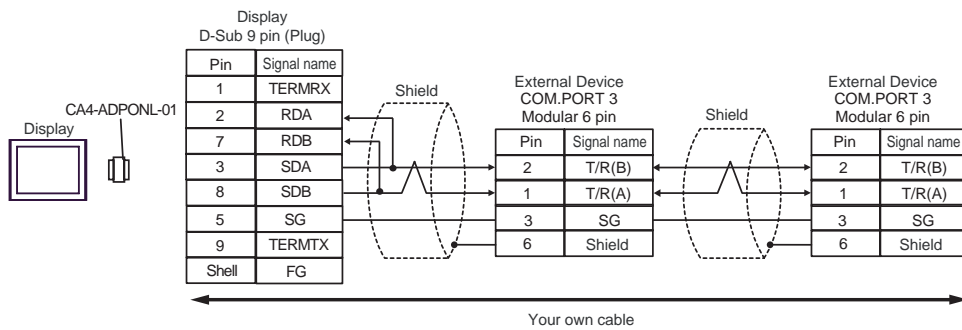 Display
D-Sub 9 pin (Plug)
Pin Signal name
1 TERMRX
2 RDA
7 RDB
3 SDA
8 SDB
5 SG
9 TERMTX
Shell FG
CA4-ADPONL-01
Display
Shield
External Device
COM.PORT 3
Modular 6 pin
Pin Signal name
2 T/R(B)
1 T/R(A)
3 SG
6 Shield
Shield
External Device
COM.PORT 3
Modular 6 pin
Pin Signal name
2 T/R(B)
1 T/R(A)
3 SG
6 Shield
Your own cable